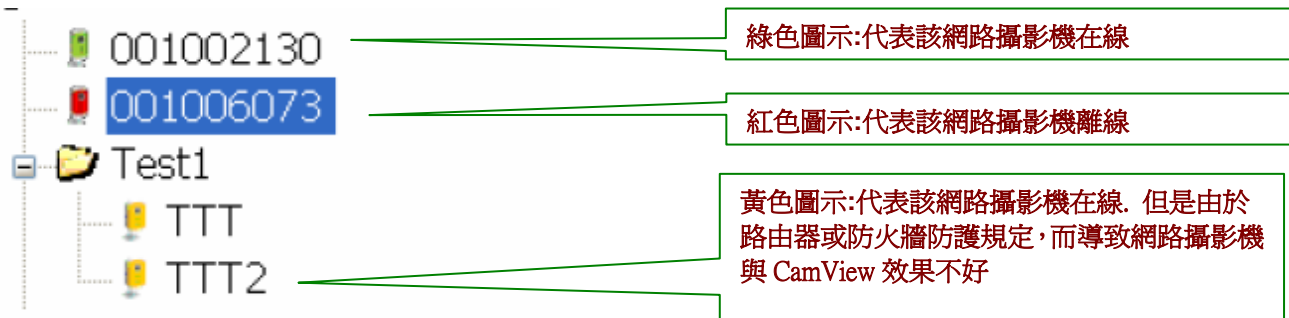 001002130
綠色圖示:代表該網路攝影機在線
001006073
紅色圖示:代表該網路攝影機離線
Test1
TTT
TTT2
黃色圖示:代表該網路攝影機在線. 但是由於
路由器或防火牆防護規定，而導致網路攝影機
與 CamView 效果不好